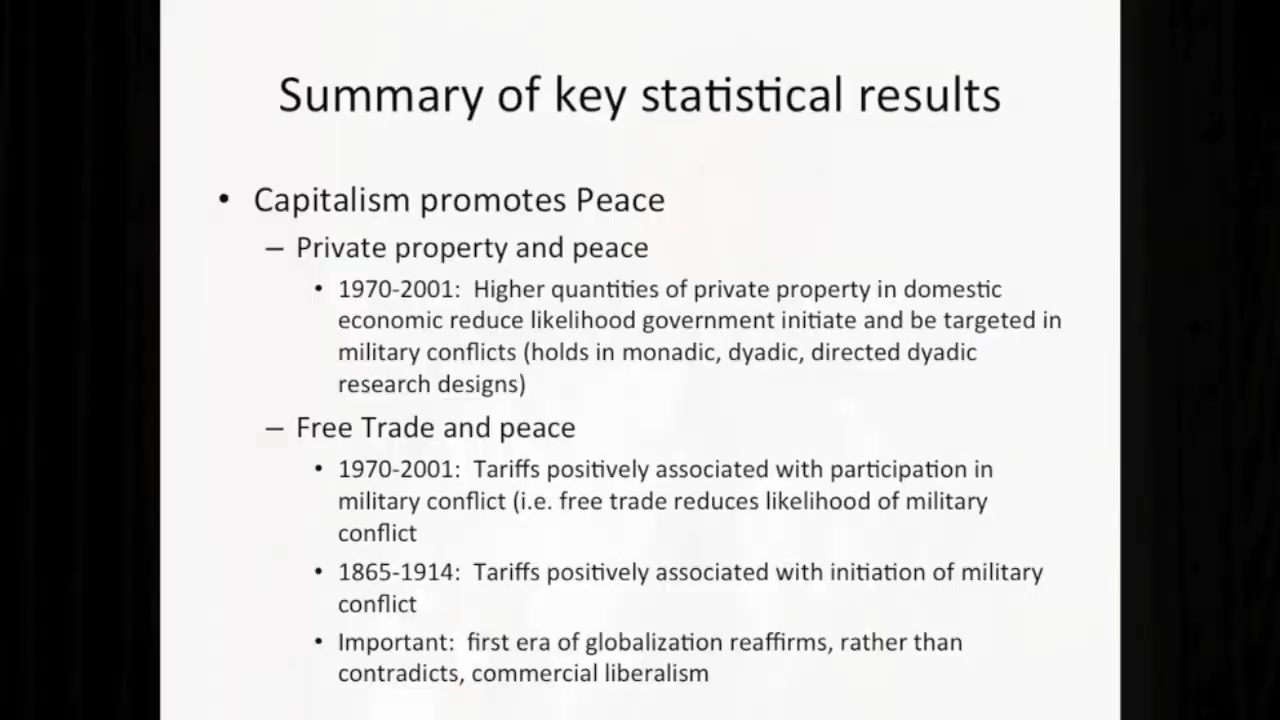 Summary of key statistical results
• Capitalism promotes Peace
– Private property and peace
• 1970-2001: Higher quantities of private property in domestic
economic reduce likelihood government initiate and be targeted in
military conflicts (holds in monadic, dyadic, directed dyadic
research designs)
– Free Trade and peace
• 1970-2001: Tariffs positively associated with participation in
military conflict (i.e. free trade reduces likelihood of military
conflict
• 1865-1914: Tariffs positively associated with initiation of military
conflict
• Important: first era of globalization reaffirms, rather than
contradicts, commercial liberalism